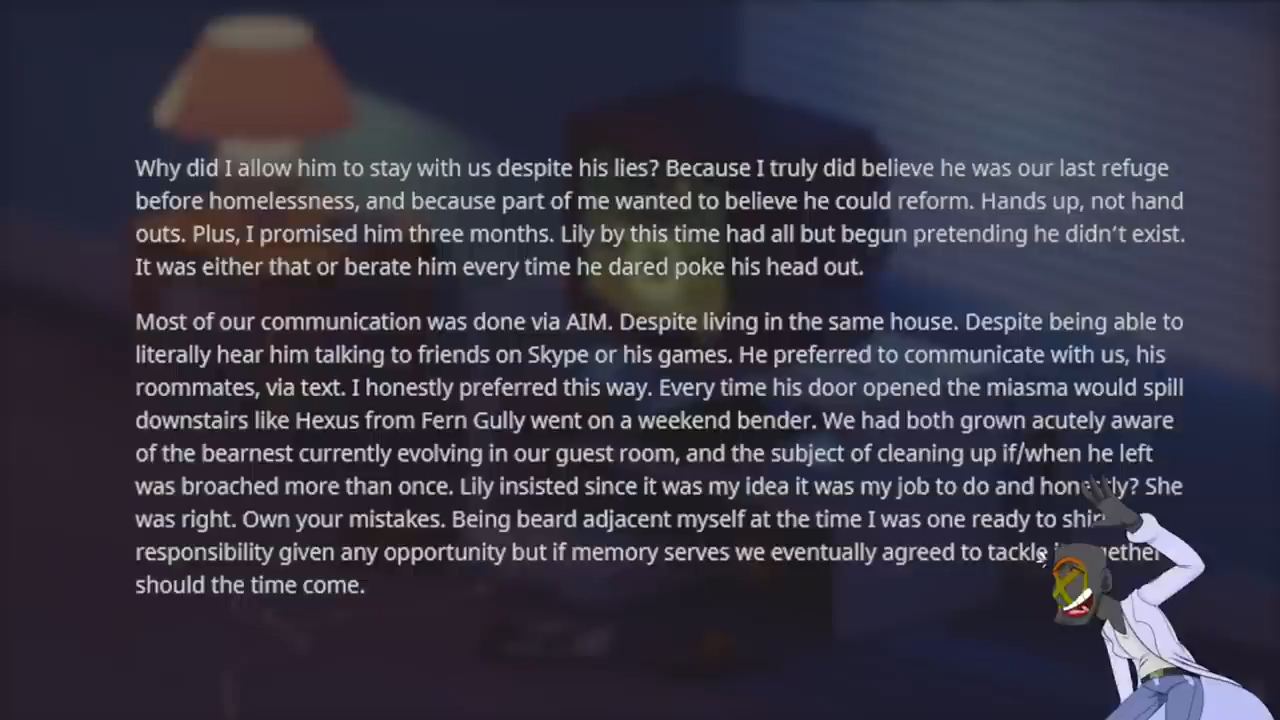 Why did I allow him to stay with us despite his lies? Because I truly did believe he was our last refuge
before homelessness, and because part of me wanted to believe he could reform. Hands up, not hand
outs. Plus, I promised him three months. Lily by this time had all but begun pretending he didn't exist.
It was either that or berate him every time he dared poke his head out.
Most of our communication was done via AIM. Despite living in the same house. Despite being able to
literally hear him talking to friends on Skype or his games. He preferred to communicate with us, his
roommates, via text. I honestly preferred this way. Every time his door opened the miasma would spill
downstairs like Hexus from Fern Gully went on a weekend bender. We had both grown acutely aware
of the bearnest currently evolving in our guest room, and the subject of cleaning up if/when he left
was broached more than once. Lily insisted since it was my idea it was my job to do and honestly? She
was right. Own your mistakes. Being beard adjacent myself at the time I was one ready to
responsibility given any opportunity but if memory serves we eventually agreed to tackle
should the time come.